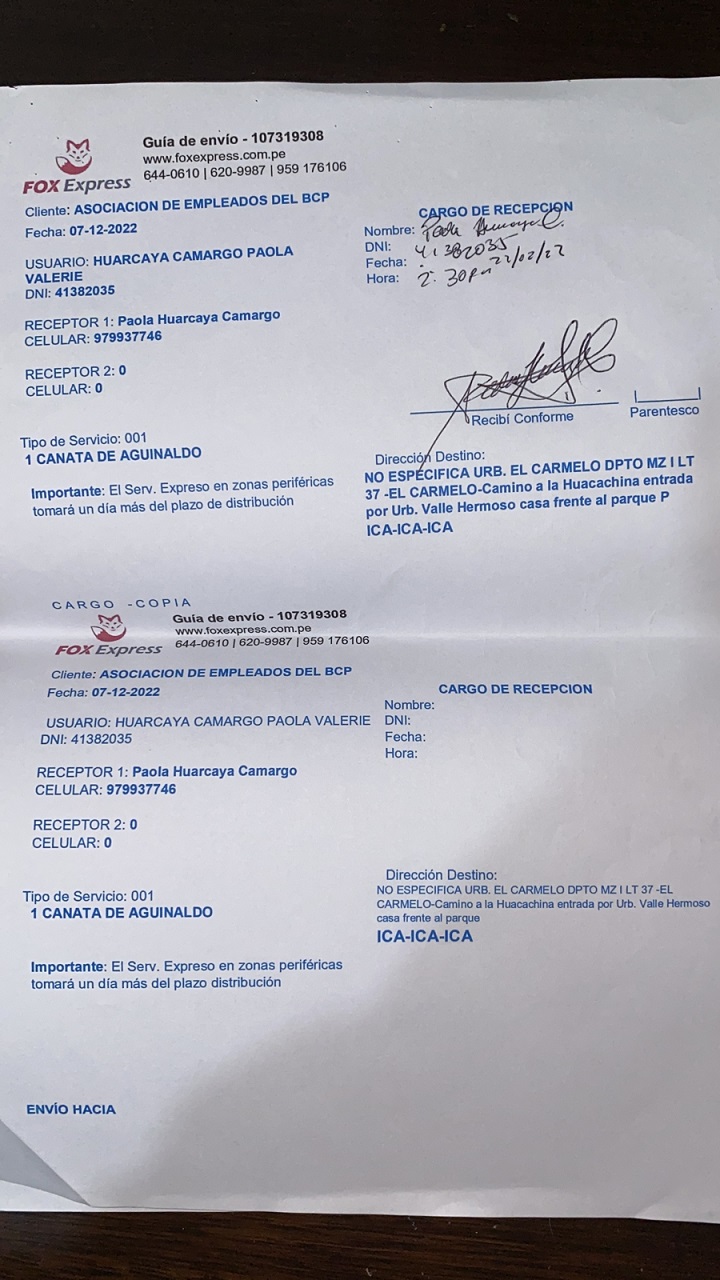 Guía de envío - 107319308
www.foxexpress.com.pe
644-0610 | 620-9987 | 959 176106
FOX Express
Cliente: ASOCIACION DE EMPLEADOS DEL BCP
Fecha: 07-12-2022
USUARIO: HUARCAYA CAMARGO PAOLA
VALERIE
DNI: 41382035
RECEPTOR 1: Paola Huarcaya Camargo
CELULAR: 979937746
RECEPTOR 2: 0
CELULAR: 0
Tipo de Servicio: 001
1 CANATA DE AGUINALDO
Importante: El Serv. Expreso en zonas periféricas
tomará un día más del plazo de distribución
CARGO DE RECEPCION
Nombre: Paola
DNI: 41382035
Fecha: 22/02/22
Hora: 2:30pm
Recibí Conforme
Parentesco
Dirección Destino:
NO ESPECIFICA URB. EL CARMELO DPTO MZ I LT
37 -EL CARMELO-Camino a la Huacachina entrada
por Urb. Valle Hermoso casa frente al parque P
ICA-ICA-ICA
CARGO -COPIA
Guía de envío - 107319308
www.foxexpress.com.pe
644-0610 | 620-9987 | 959 176106
FOX Express
Cliente: ASOCIACION DE EMPLEADOS DEL BCP
Fecha: 07-12-2022
USUARIO: HUARCAYA CAMARGO PAOLA VALERIE
DNI: 41382035
RECEPTOR 1: Paola Huarcaya Camargo
CELULAR: 979937746
RECEPTOR 2: 0
CELULAR: 0
Tipo de Servicio: 001
1 CANATA DE AGUINALDO
Importante: El Serv. Expreso en zonas periféricas
tomará un día más del plazo distribución
CARGO DE RECEPCION
Nombre:
DNI:
Fecha:
Hora:
Dirección Destino:
NO ESPECIFICA URB. EL CARMELO DPTO MZ I LT 37 -EL
CARMELO-Camino a la Huacachina entrada por Urb. Valle Hermoso
casa frente al parque
ICA-ICA-ICA
ENVÍO HACIA